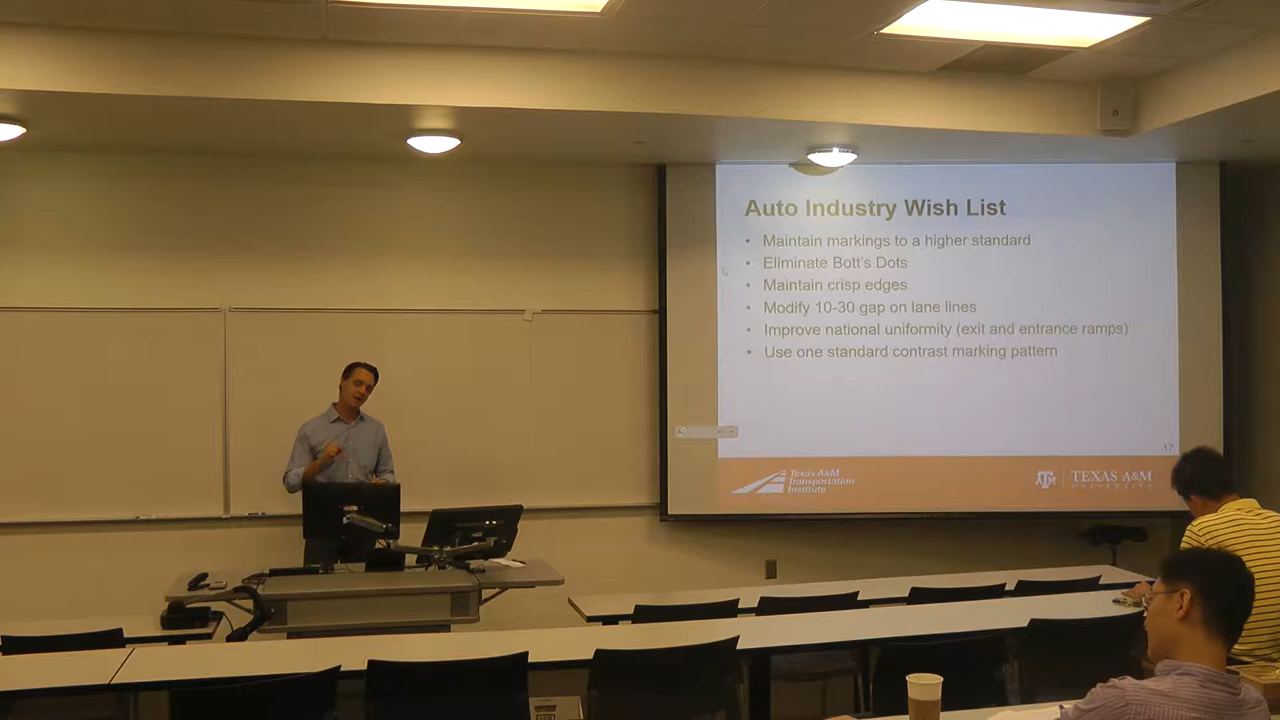 Auto Industry Wish List
• Maintain markings to a higher standard
• Eliminate Bott's Dots
• Maintain crisp edges
• Modify 10-30 gap on lane lines
• Improve national uniformity (exit and entrance ramps)
• Use one standard contrast marking pattern
17
Texas A&M
Transportation
Institute
ATM
TEXAS A&M
UNIVERSITY